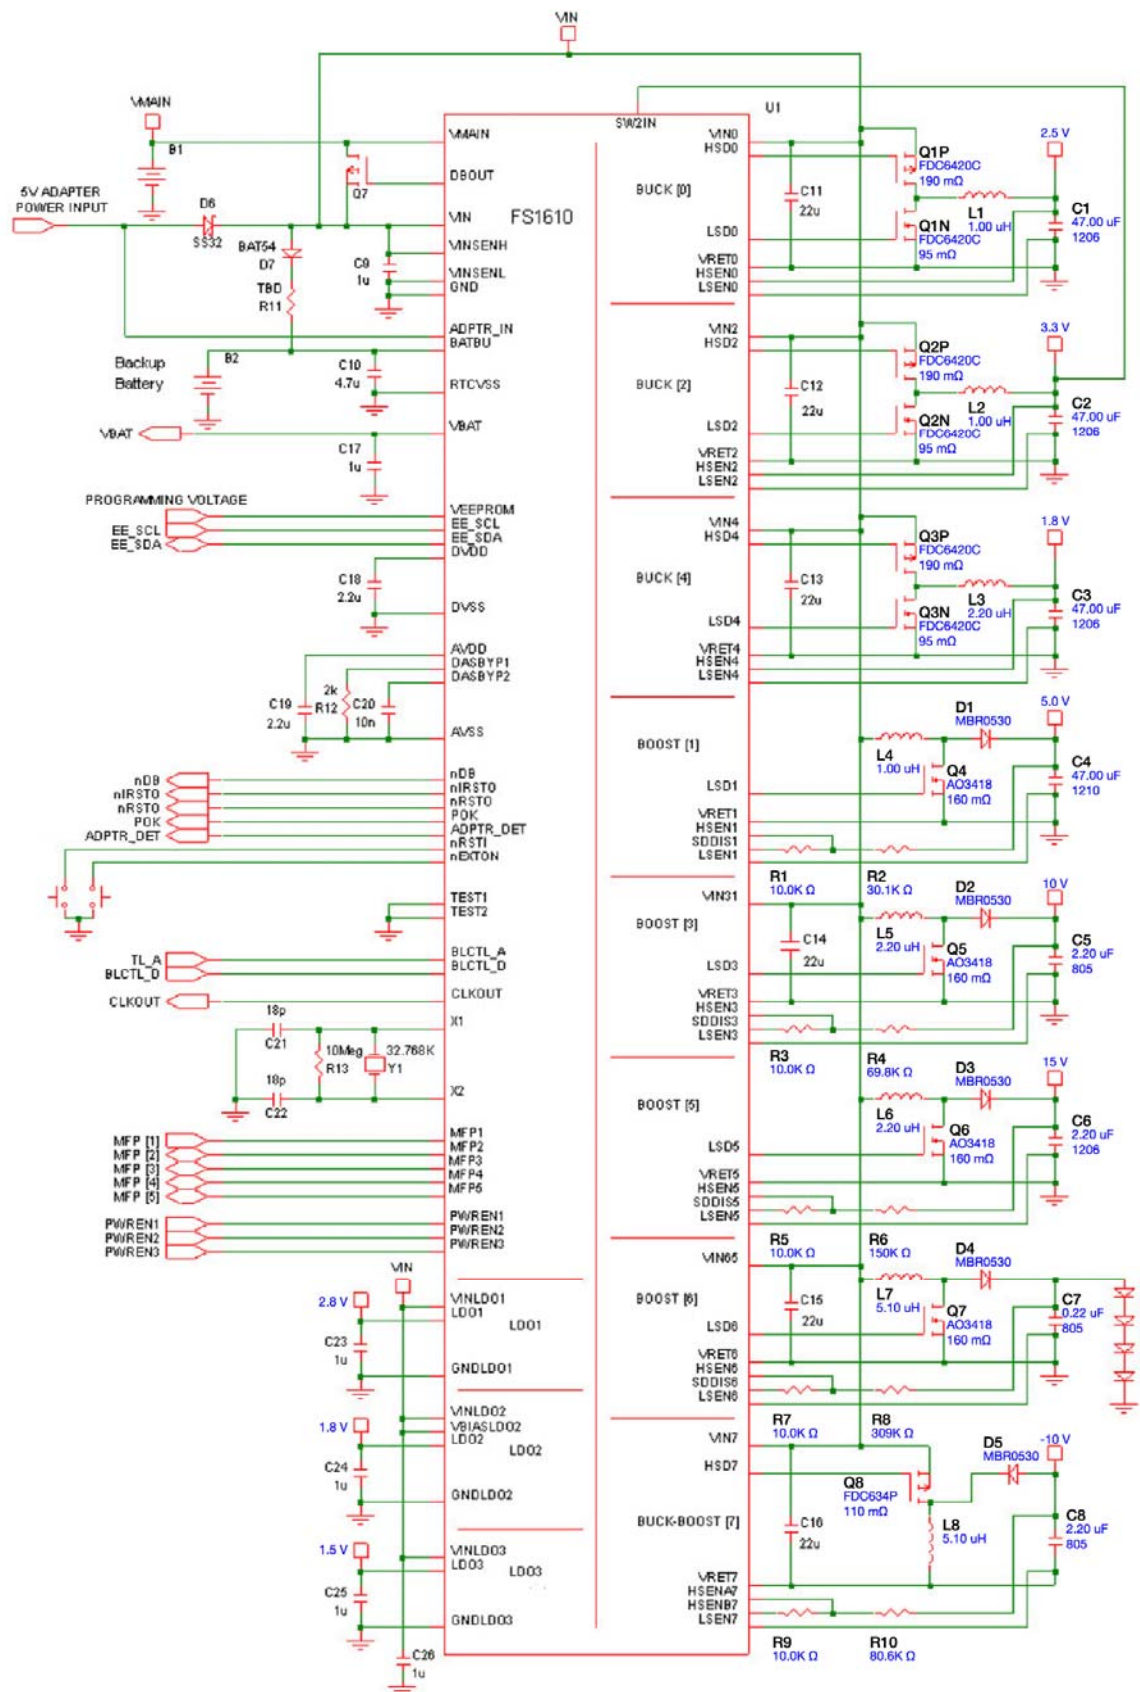 VIN
VMAIN
B1
5V ADAPTER
POWER INPUT
D6
SS32
BAT54
D7
TBD
R11
Q7
C9
1u
Backup
Battery
B2
C10
4.7u
VBAT
C17
1u
PROGRAMMING VOLTAGE
EE_SCL
EE_SDA
C18
2.2u
C19
2.2u
2k
R12
C20
10n
nDB
nIRSTO
nRSTO
POK
ADPTR_DET
TL_A
BLCTL_D
CLKOUT
18p
C21
10Meg
R13
32.768K
Y1
18p
C22
MFP [1]
MFP [2]
MFP [3]
MFP [4]
MFP [5]
PWREN1
PWREN2
PWREN3
VIN
2.8 V
C23
1u
1.8 V
C24
1u
1.5 V
C25
1u
C26
1u
U1
SW2IN
FS1610
VMAIN
DBOUT
VIN
VINSENH
VINSENL
GND
ADPTR_IN
BATBU
RTCVSS
VBAT
VEEPROM
EE_SCL
EE_SDA
DVDD
DVSS
AVDD
DASBYP1
DASBYP2
AVSS
nDB
nIRSTO
nRSTO
POK
ADPTR_DET
nRSTI
nEXTON
TEST1
TEST2
BLCTL_A
BLCTL_D
CLKOUT
X1
X2
MFP1
MFP2
MFP3
MFP4
MFP5
PWREN1
PWREN2
PWREN3
VINLDO1
LDO1
LDO1
GNDLDO1
VINLDO2
VBIASLDO2
LDO2
LDO2
GNDLDO2
VINLDO3
LDO3
LDO3
GNDLDO3
BUCK [0]
VIN0
HSD0
LSD0
VRET0
HSEN0
LSEN0
C11
22u
Q1P
FDC6420C
190 mΩ
Q1N
FDC6420C
95 mΩ
L1
1.00 uH
2.5 V
C1
47.00 uF
1206
BUCK [2]
VIN2
HSD2
LSD2
VRET2
HSEN2
LSEN2
C12
22u
Q2P
FDC6420C
190 mΩ
Q2N
FDC6420C
95 mΩ
L2
1.00 uH
3.3 V
C2
47.00 uF
1206
BUCK [4]
VIN4
HSD4
LSD4
VRET4
HSEN4
LSEN4
C13
22u
Q3P
FDC6420C
190 mΩ
Q3N
FDC6420C
95 mΩ
L3
2.20 uH
1.8 V
C3
47.00 uF
1206
BOOST [1]
LSD1
VRET1
HSEN1
SDDIS1
LSEN1
L4
1.00 uH
D1
MBR0530
Q4
AO3418
160 mΩ
5.0 V
C4
47.00 uF
1210
R1
10.0K Ω
R2
30.1K Ω
BOOST [3]
VIN31
LSD3
VRET3
HSEN3
SDDIS3
LSEN3
C14
22u
L5
2.20 uH
D2
MBR0530
Q5
AO3418
160 mΩ
10 V
C5
2.20 uF
805
R3
10.0K Ω
R4
69.8K Ω
BOOST [5]
LSD5
VRET5
HSEN5
SDDIS5
LSEN5
L6
2.20 uH
D3
MBR0530
Q6
AO3418
160 mΩ
15 V
C6
2.20 uF
1206
R5
10.0K Ω
R6
150K Ω
BOOST [6]
VIN65
LSD6
VRET6
HSEN6
SDDIS6
LSEN6
C15
22u
L7
5.10 uH
D4
MBR0530
Q7
AO3418
160 mΩ
C7
0.22 uF
805
R7
10.0K Ω
R8
309K Ω
BUCK-BOOST [7]
VIN7
HSD7
VRET7
HSENA7
HSENB7
LSEN7
C16
22u
Q8
FDC634P
110 mΩ
L8
5.10 uH
D5
MBR0530
-10 V
C8
2.20 uF
805
R9
10.0K Ω
R10
80.6K Ω